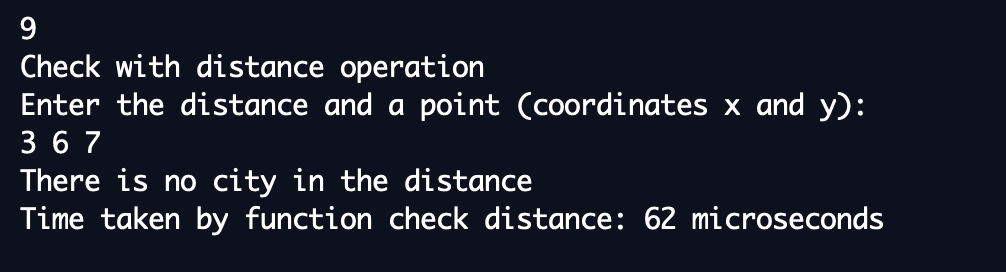 9
Check with distance operation
Enter the distance and a point (coordinates x and y):
3 6 7
There is no city in the distance
Time taken by function check distance: 62 microseconds